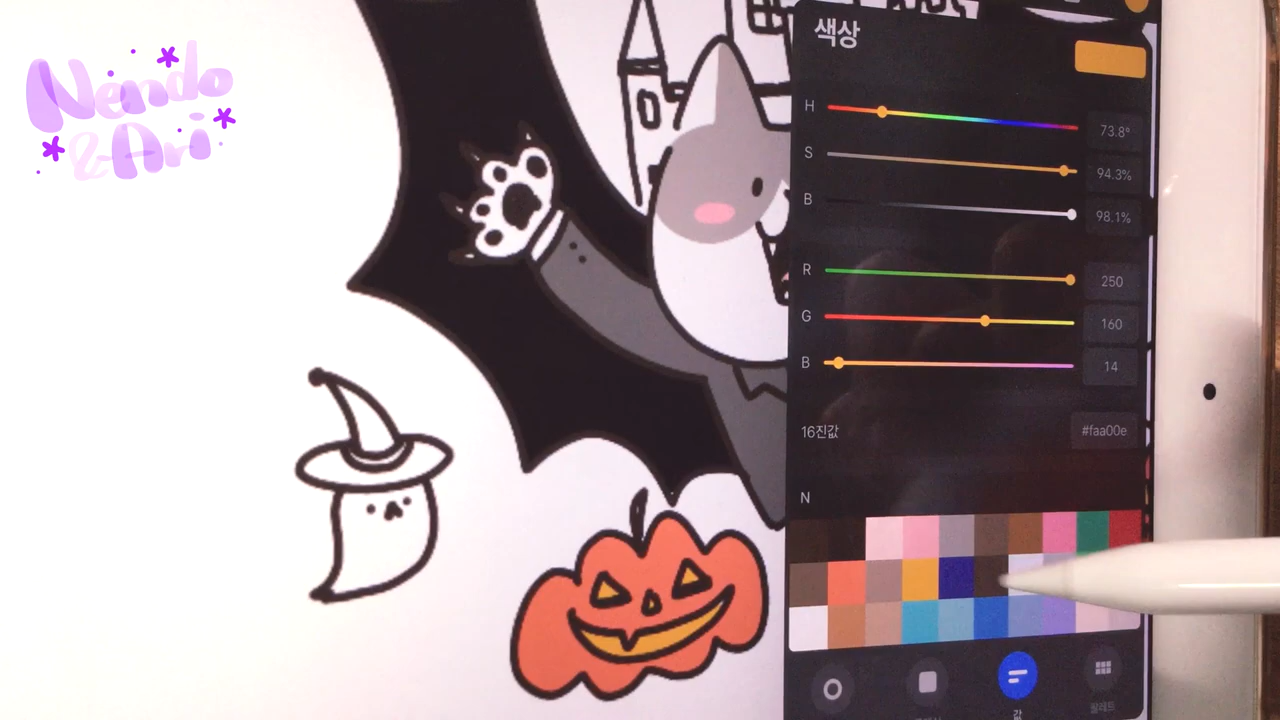 Nendo
&Ari
색상
H
73.8°
S
94.3%
B
98.1%
R
250
G
160
B
14
16진값
#faa00e
N
값
팔레트